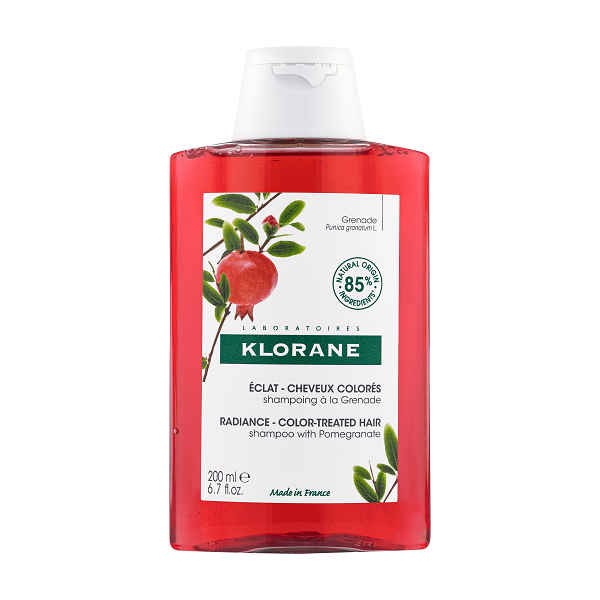 Grenade
Punica granatum L.
NATURAL ORIGIN
85%
INGREDIENTS*
LABORATOIRES
KLORANE
ÉCLAT - CHEVEUX COLORÉS
shampoing à la Grenade
RADIANCE - COLOR-TREATED HAIR
shampoo with Pomegranate
200 ml ℮
6.7 fl.oz.
Made in France